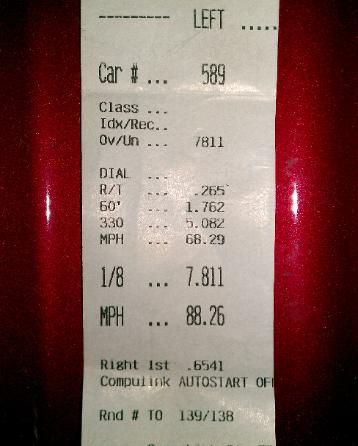 --------- LEFT .....
Car # ... 589
Class ...
Idx/Rec..
Ov/Un ... 7811
DIAL ...
R/T ... .265
60' ... 1.762
330 ... 5.082
MPH ... 68.29
1/8 ... 7.811
MPH ... 88.26
Right 1st .6541
Compulink AUTOSTART OFF
Rnd # TO 139/138